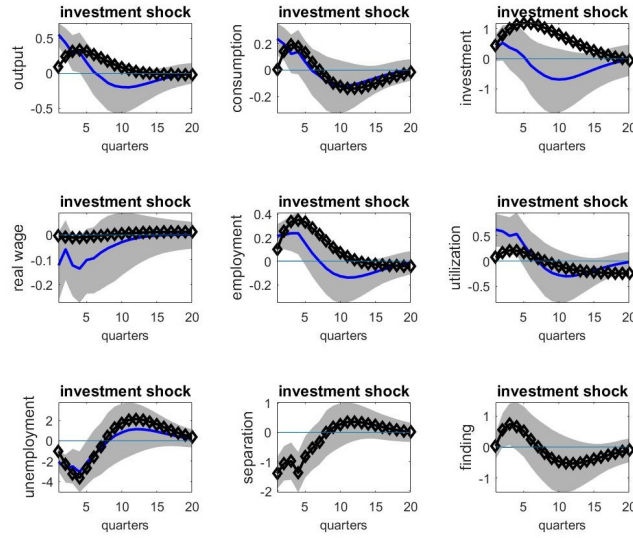 investment shock
output
0.5
0
-0.5
5 10 15 20
quarters
investment shock
consumption
0.2
0
-0.2
5 10 15 20
quarters
investment shock
investment
1
0
-1
5 10 15 20
quarters
investment shock
real wage
0
-0.1
-0.2
5 10 15 20
quarters
investment shock
employment
0.4
0.2
0
-0.2
5 10 15 20
quarters
investment shock
utilization
0.5
0
-0.5
5 10 15 20
quarters
investment shock
unemployment
2
0
-2
-4
5 10 15 20
quarters
investment shock
separation
1
0
-1
-2
5 10 15 20
quarters
investment shock
finding
1
0
-1
5 10 15 20
quarters